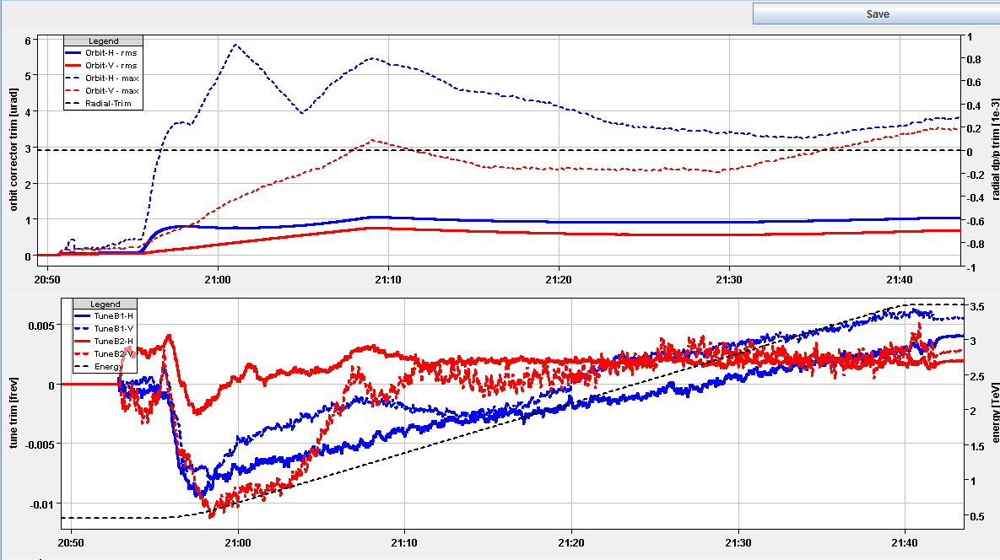 Save
Legend
Orbit-H - rms
Orbit-V - rms
Orbit-H - max
Orbit-V - max
Radial-Trim
orbit corrector trim [urad]
6
5
4
3
2
1
0
1
0.8
0.6
0.4
0.2
0
-0.2
-0.4
-0.6
-0.8
-1
radial dp/p trim [1e-3]
20:50 21:00 21:10 21:20 21:30 21:40
Legend
TuneB1-H
TuneB1-V
TuneB2-H
TuneB2-V
Energy
tune trim [frev]
0.005
0
-0.005
-0.01
3.5
3
2.5
2
1.5
1
0.5
energy [TeV]
20:50 21:00 21:10 21:20 21:30 21:40